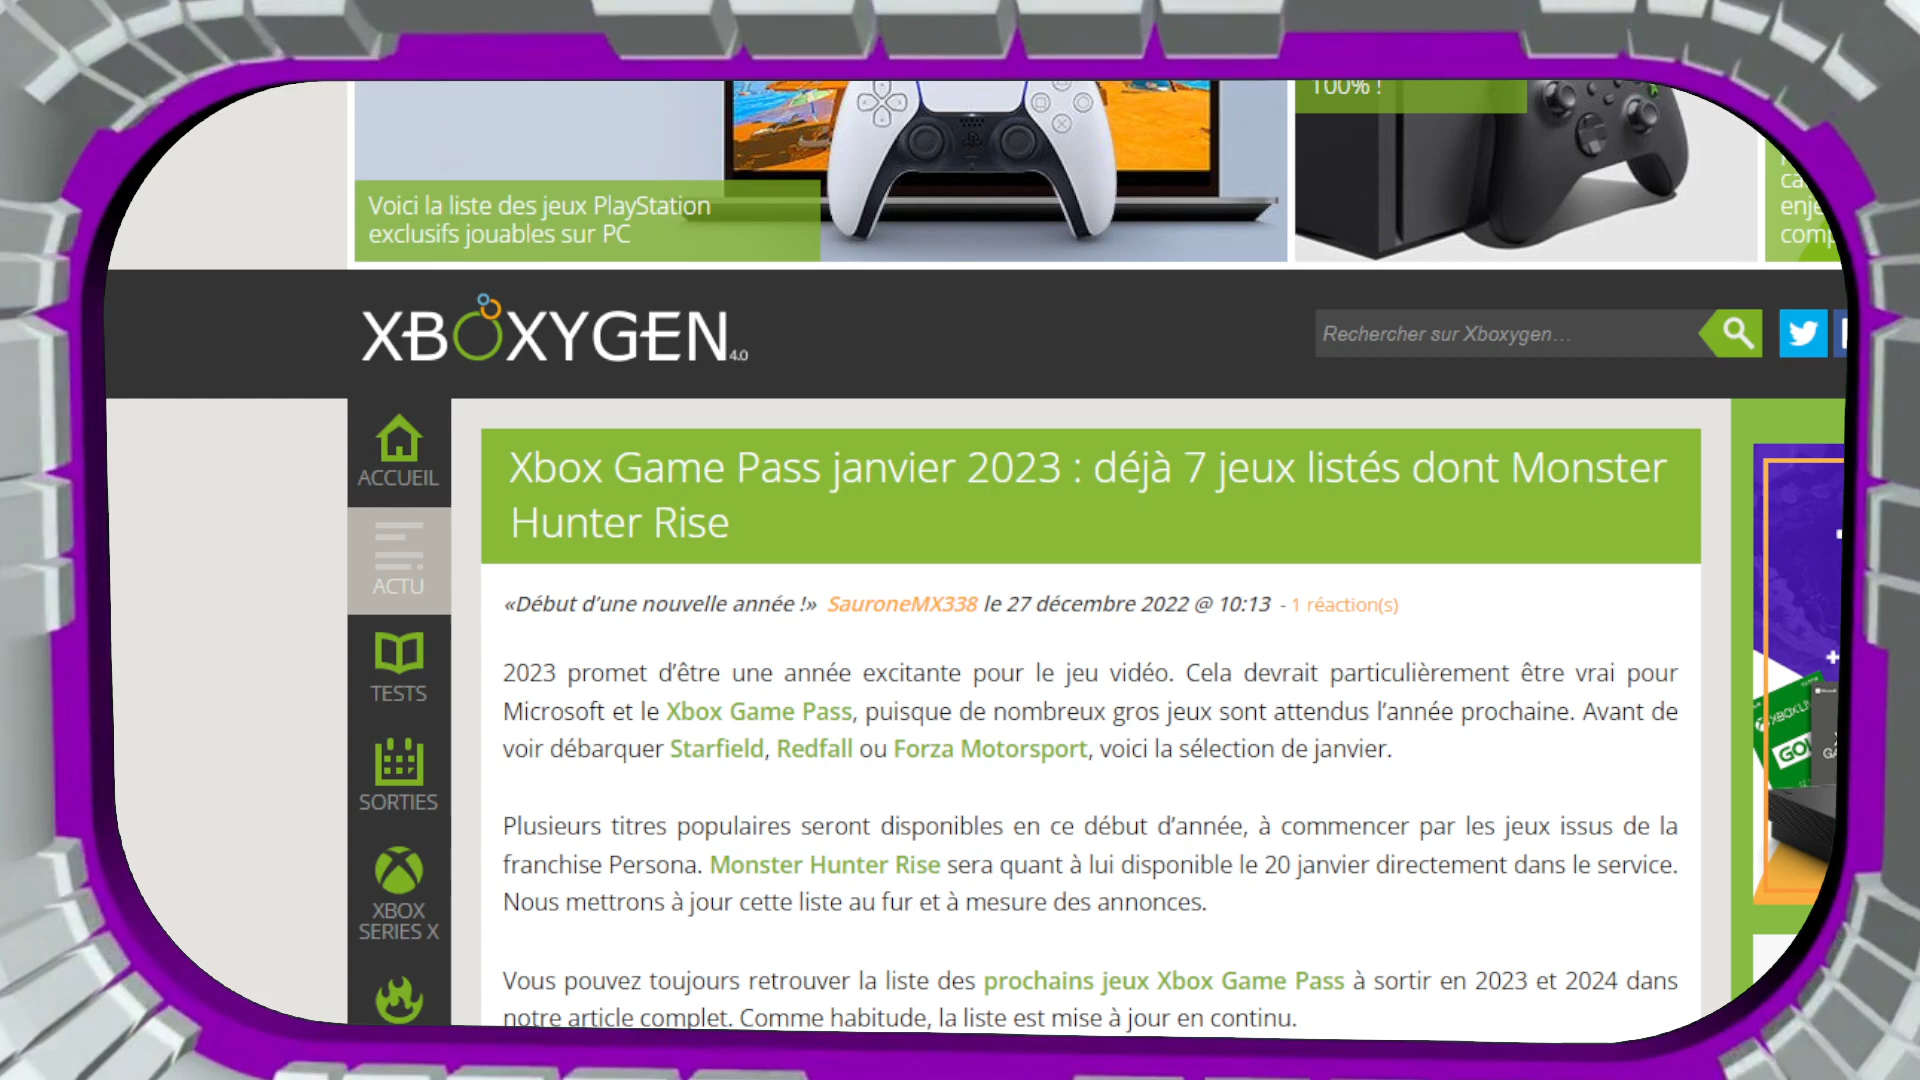 100% !
Voici la liste des jeux PlayStation
exclusifs jouables sur PC
enje
comp
XBOXYGEN 4.0
Rechercher sur Xboxygen...
ACCUEIL
ACTU
TESTS
SORTIES
XBOX
SERIES X
Xbox Game Pass janvier 2023 : déjà 7 jeux listés dont Monster
Hunter Rise
«Début d'une nouvelle année !» SauroneMX338 le 27 décembre 2022 @ 10:13 - 1 réaction(s)
2023 promet d'être une année excitante pour le jeu vidéo. Cela devrait particulièrement être vrai pour
Microsoft et le Xbox Game Pass, puisque de nombreux gros jeux sont attendus l'année prochaine. Avant de
voir débarquer Starfield, Redfall ou Forza Motorsport, voici la sélection de janvier.
Plusieurs titres populaires seront disponibles en ce début d'année, à commencer par les jeux issus de la
franchise Persona. Monster Hunter Rise sera quant à lui disponible le 20 janvier directement dans le service.
Nous mettrons à jour cette liste au fur et à mesure des annonces.
Vous pouvez toujours retrouver la liste des prochains jeux Xbox Game Pass à sortir en 2023 et 2024 dans
notre article complet. Comme habitude, la liste est mise à jour en continu.